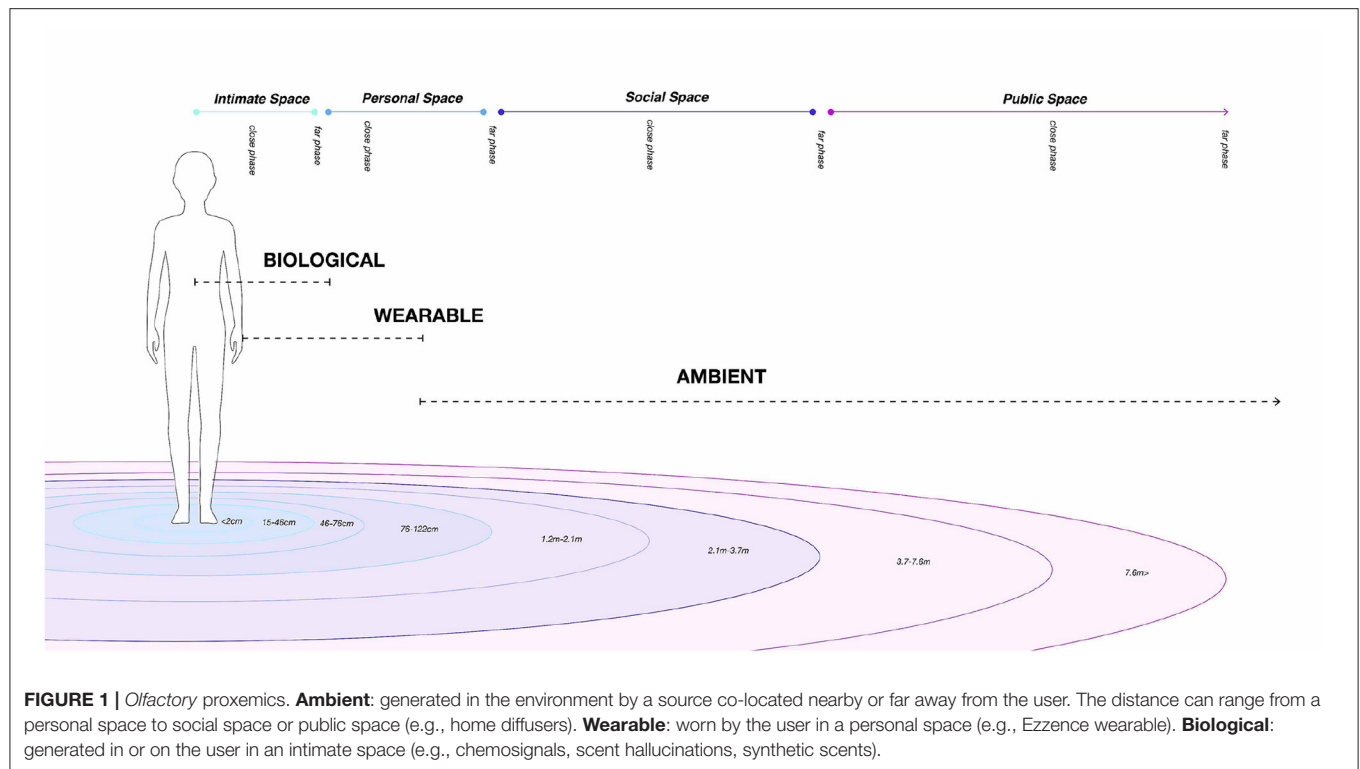 Intimate Space Personal Space Social Space Public Space
close phase far phase close phase far phase close phase far phase close phase far phase
BIOLOGICAL
WEARABLE
AMBIENT
<2cm 15-46cm 46-76cm 76-122cm 1.2m-2.1m 2.1m-3.7m 3.7-7.6m 7.6m>
FIGURE 1 | Olfactory proxemics. Ambient: generated in the environment by a source co-located nearby or far away from the user. The distance can range from a
personal space to social space or public space (e.g., home diffusers). Wearable: worn by the user in a personal space (e.g., Ezzence wearable). Biological:
generated in or on the user in an intimate space (e.g., chemosignals, scent hallucinations, synthetic scents).